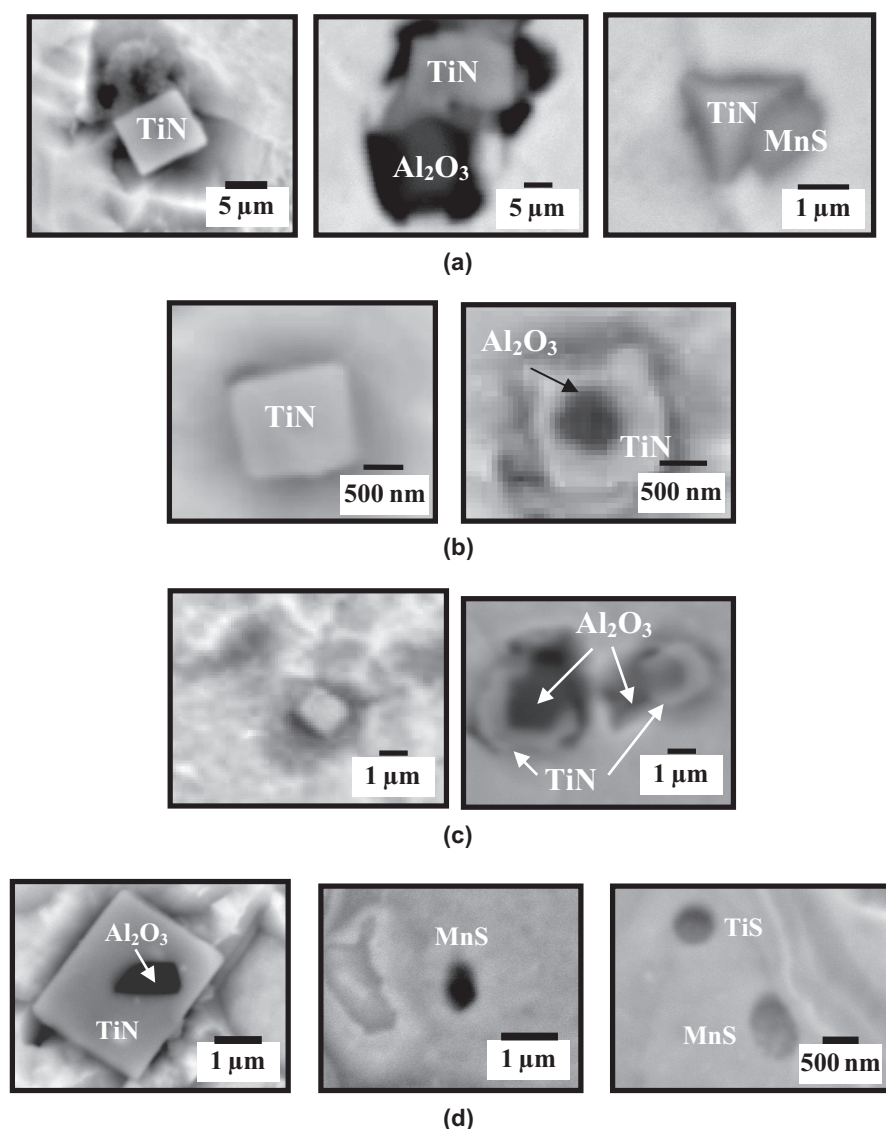 TiN
5 µm
TiN
Al₂O₃
5 µm
TiN
MnS
1 µm
(a)
TiN
500 nm
Al₂O₃
TiN
500 nm
(b)
1 µm
Al₂O₃
TiN
1 µm
(c)
Al₂O₃
TiN
1 µm
MnS
1 µm
TiS
MnS
500 nm
(d)